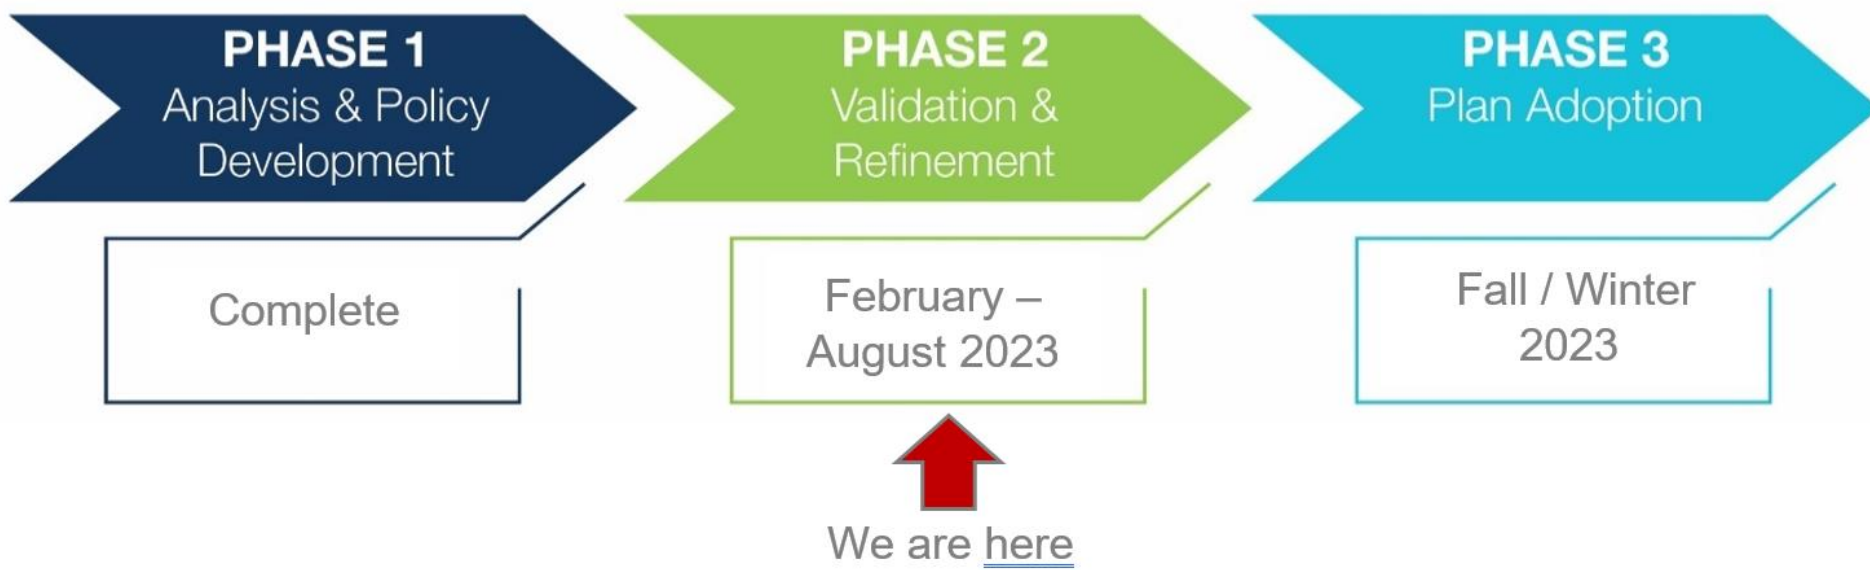 PHASE 1
Analysis & Policy
Development
Complete
PHASE 2
Validation &
Refinement
February –
August 2023
PHASE 3
Plan Adoption
Fall / Winter
2023
We are here